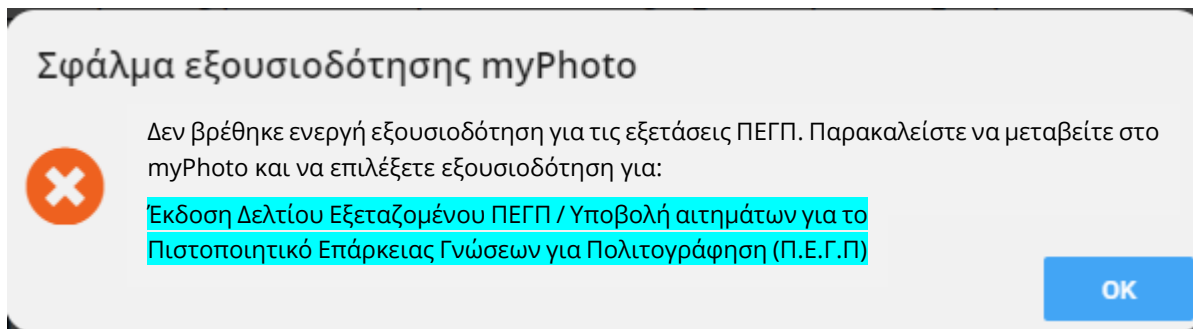 Σφάλμα εξουσιοδότησης myPhoto
Δεν βρέθηκε ενεργή εξουσιοδότηση για τις εξετάσεις ΠΕΓΠ. Παρακαλείστε να μεταβείτε στο
myPhoto και να επιλέξετε εξουσιοδότηση για:
Έκδοση Δελτίου Εξεταζομένου ΠΕΓΠ / Υποβολή αιτημάτων για το
Πιστοποιητικό Επάρκειας Γνώσεων για Πολιτογράφηση (Π.Ε.Γ.Π)
OK